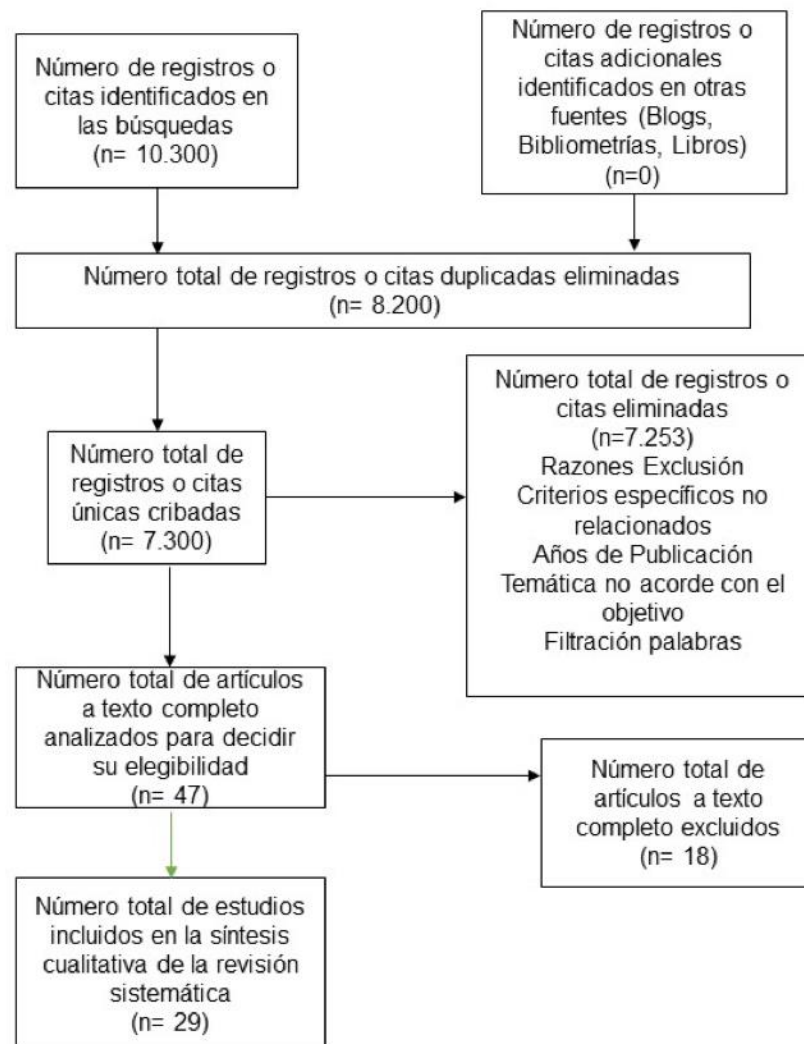 Número de registros o
citas identificados en
las búsquedas
(n= 10.300)
Número de registros o
citas adicionales
identificados en otras
fuentes (Blogs,
Bibliometrías, Libros)
(n=0)
Número total de registros o citas duplicadas eliminadas
(n= 8.200)
Número total de
registros o citas
únicas cribadas
(n= 7.300)
Número total de registros o
citas eliminadas
(n=7.253)
Razones Exclusión
Criterios específicos no
relacionados
Años de Publicación
Temática no acorde con el
objetivo
Filtración palabras
Número total de artículos
a texto completo
analizados para decidir
su elegibilidad
(n= 47)
Número total de
artículos a texto
completo excluidos
(n= 18)
Número total de estudios
incluidos en la síntesis
cualitativa de la revisión
sistemática
(n= 29)